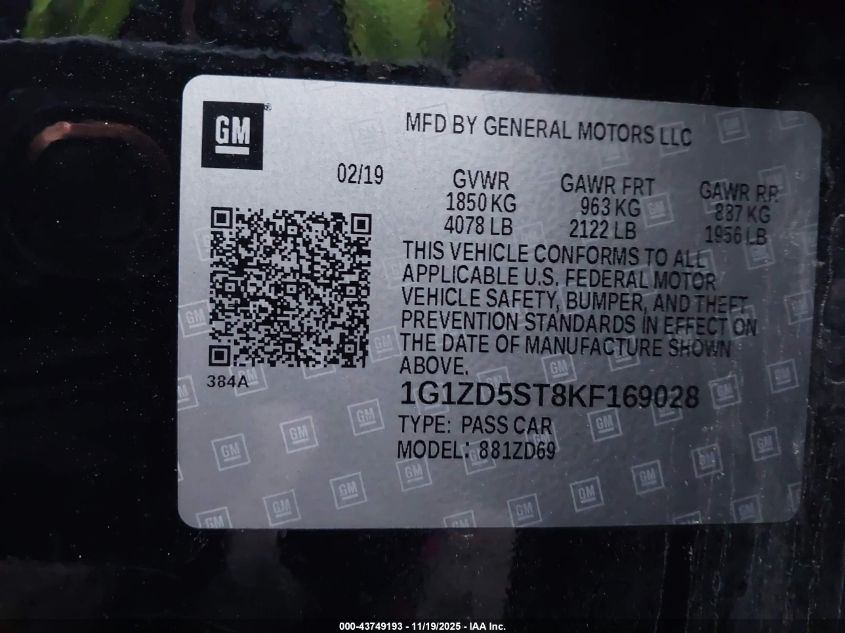 GM®
MFD BY GENERAL MOTORS LLC
02/19
GVWR GAWR FRT GAWR RR
1850 KG 963 KG 887 KG
4078 LB 2122 LB 1956 LB
THIS VEHICLE CONFORMS TO ALL
APPLICABLE U.S. FEDERAL MOTOR
VEHICLE SAFETY, BUMPER, AND THEFT
PREVENTION STANDARDS IN EFFECT ON
THE DATE OF MANUFACTURE SHOWN
ABOVE.
384A
1G1ZD5ST8KF169028
TYPE: PASS CAR
MODEL: 881ZD69
000-43749193 - 11/19/2025 - IAA Inc.